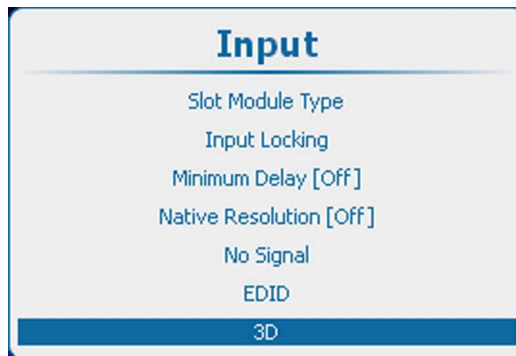 Input
Slot Module Type
Input Locking
Minimum Delay [Off]
Native Resolution [Off]
No Signal
EDID
3D